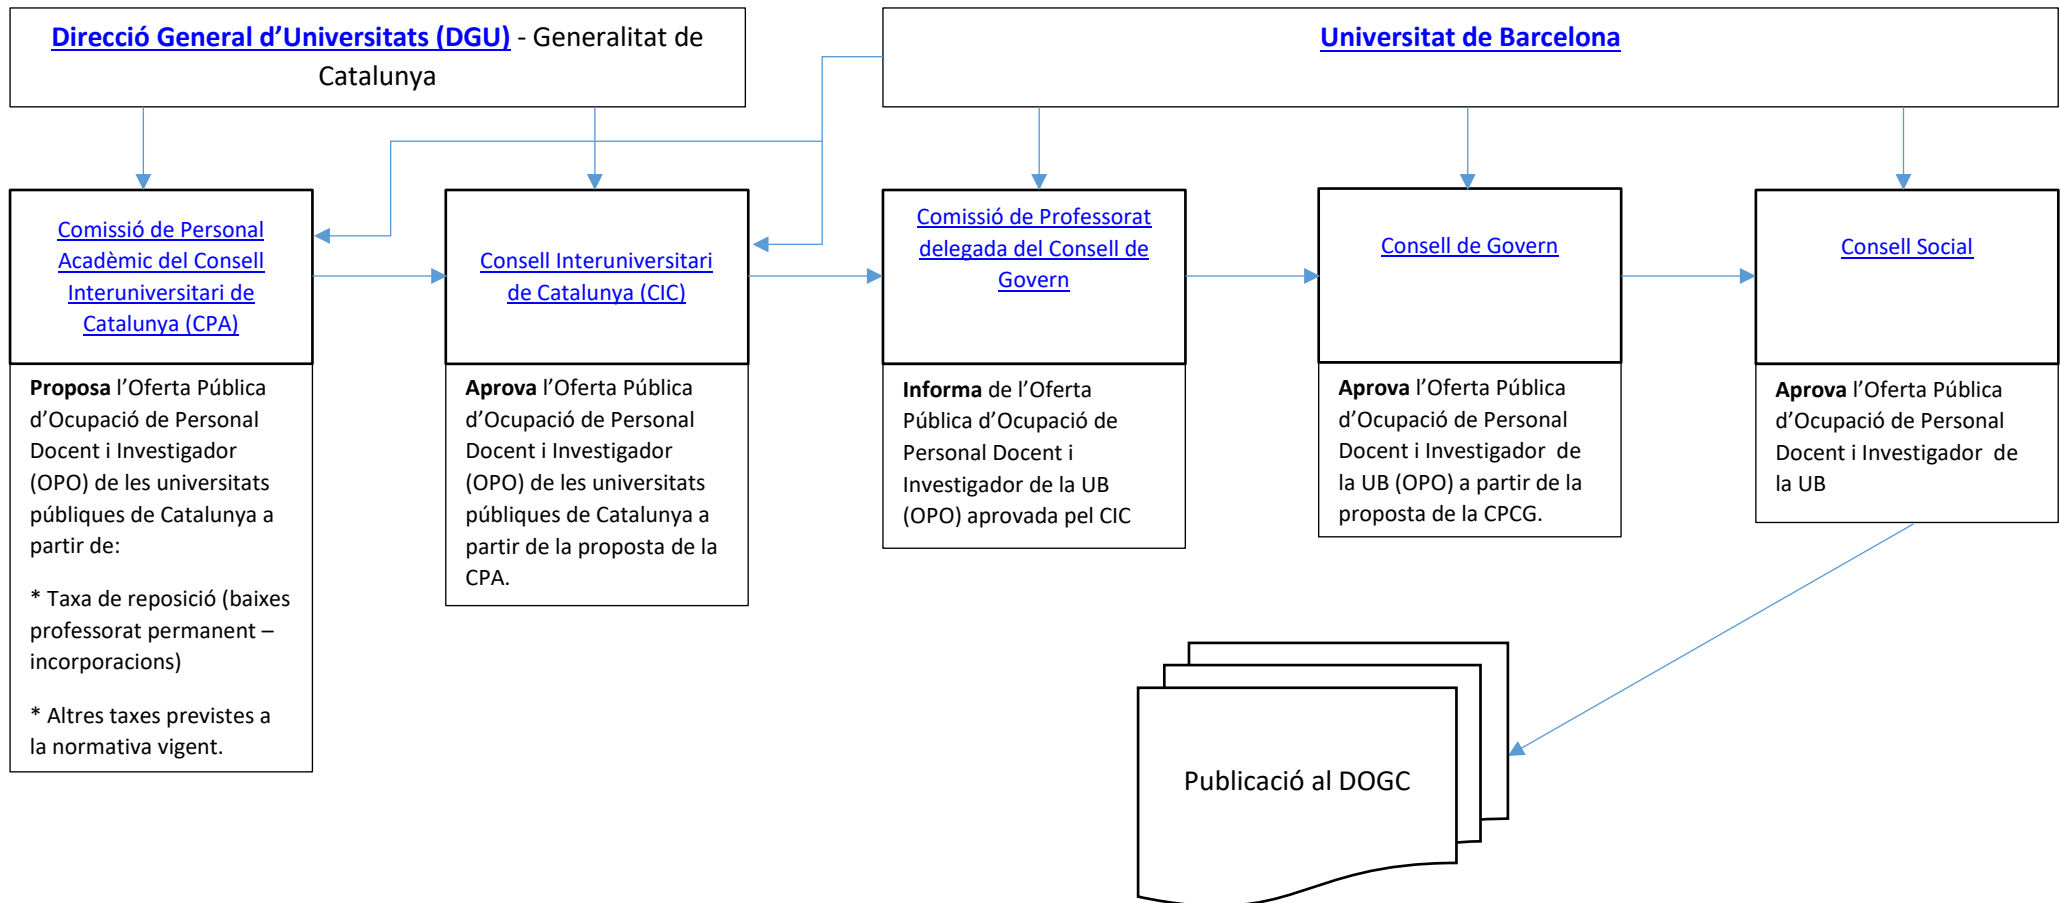 Direcció General d’Universitats (DGU) - Generalitat de
Catalunya
Universitat de Barcelona
Comissió de Personal
Acadèmic del Consell
Interuniversitari de
Catalunya (CPA)
Consell Interuniversitari
de Catalunya (CIC)
Comissió de Professorat
delegada del Consell de
Govern
Consell de Govern
Consell Social
Proposa l’Oferta Pública
d’Ocupació de Personal
Docent i Investigador
(OPO) de les universitats
públiques de Catalunya a
partir de:
* Taxa de reposició (baixes
professorat permanent –
incorporacions)
* Altres taxes previstes a
la normativa vigent.
Aprova l’Oferta Pública
d’Ocupació de Personal
Docent i Investigador
(OPO) de les universitats
públiques de Catalunya a
partir de la proposta de la
CPA.
Informa de l’Oferta
Pública d’Ocupació de
Personal Docent i
Investigador de la UB
(OPO) aprovada pel CIC
Aprova l’Oferta Pública
d’Ocupació de Personal
Docent i Investigador  de
la UB (OPO) a partir de la
proposta de la CPCG.
Aprova l’Oferta Pública
d’Ocupació de Personal
Docent i Investigador  de
la UB
Publicació al DOGC